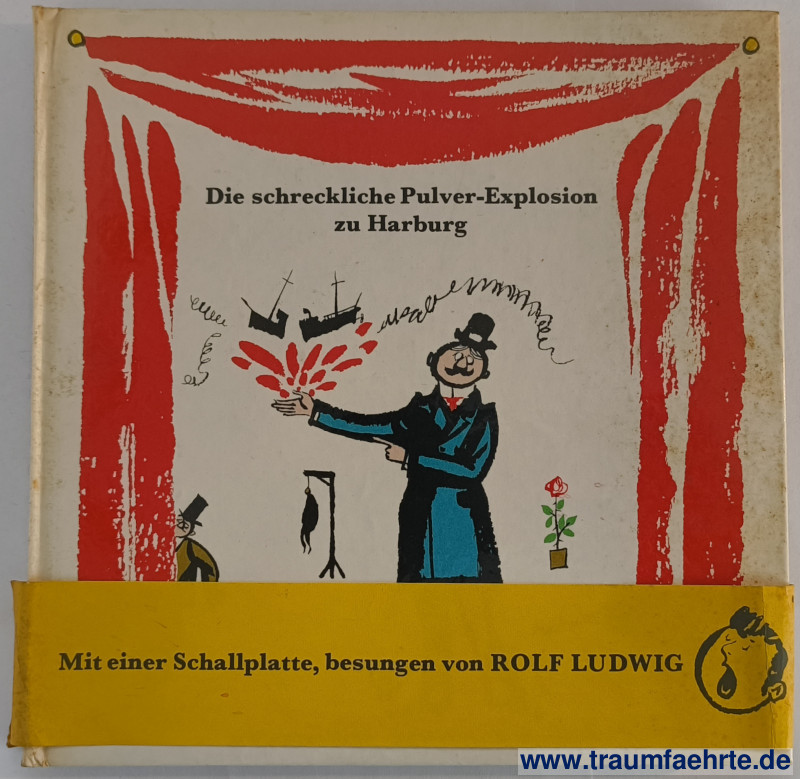 Die schreckliche Pulver-Explosion
zu Harburg
Mit einer Schallplatte, besungen von ROLF LUDWIG
www.traumfaehrte.de